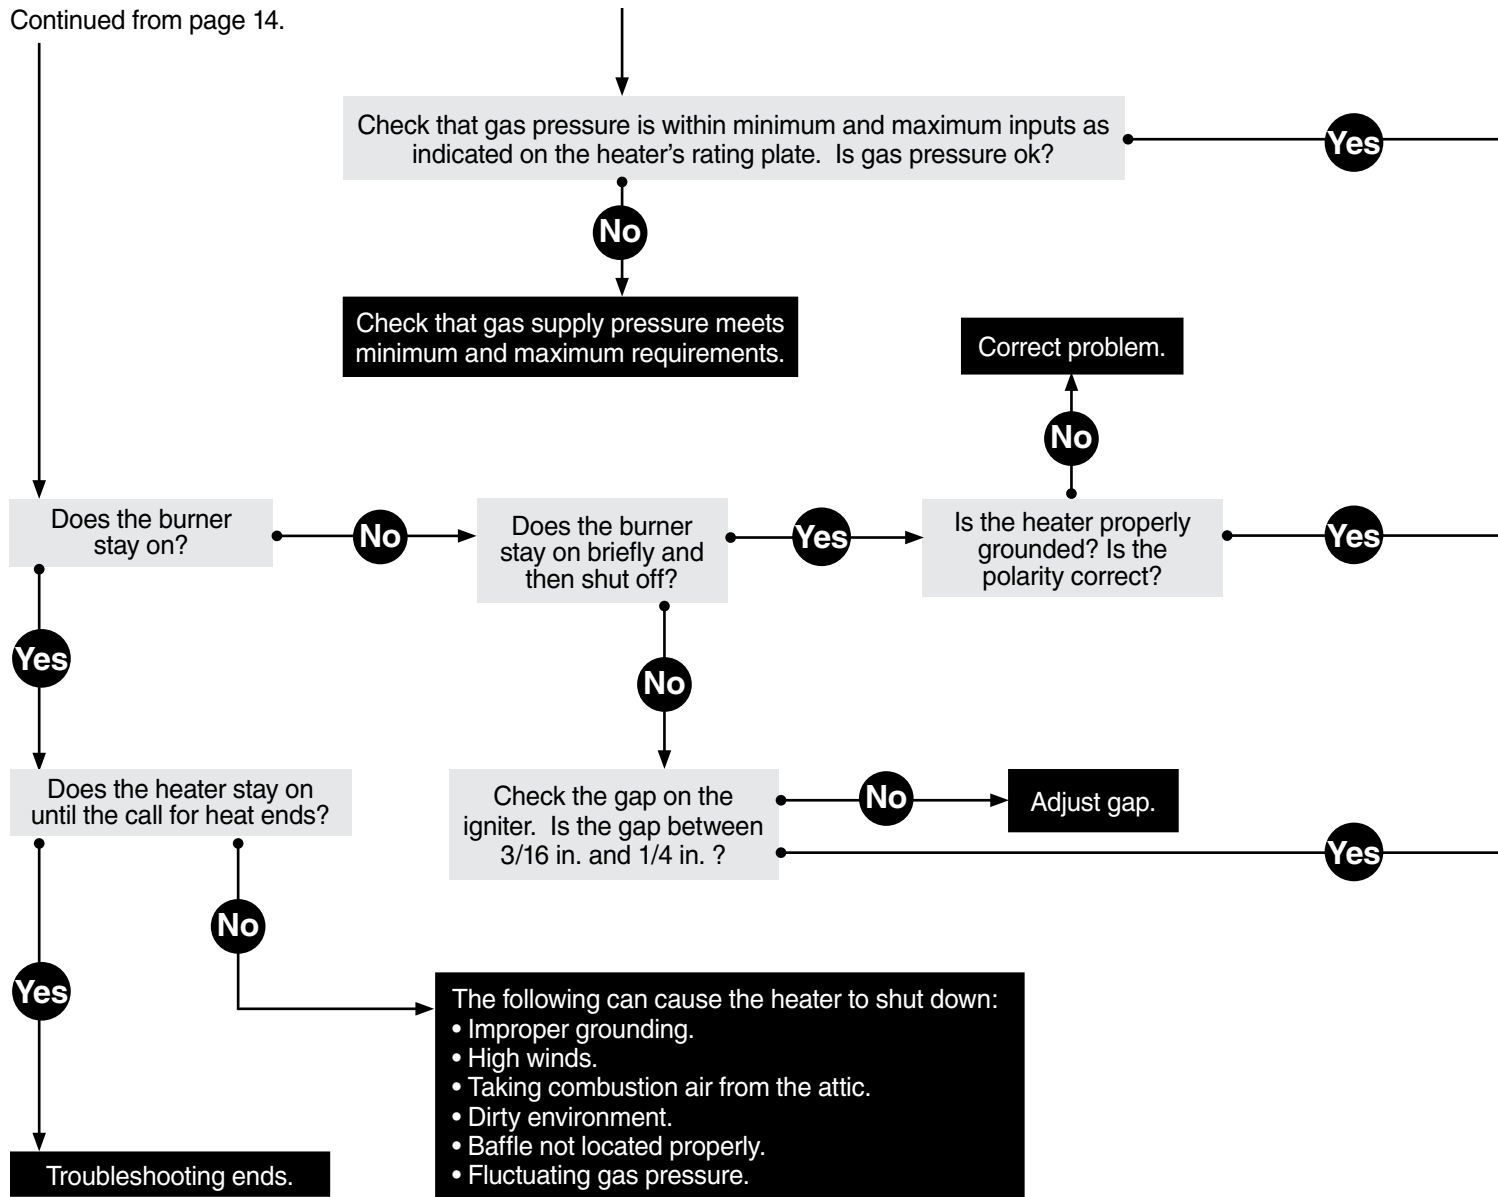 Continued from page 14.
Check that gas pressure is within minimum and maximum inputs as
indicated on the heater's rating plate. Is gas pressure ok?
Yes
No
Check that gas supply pressure meets
minimum and maximum requirements.
Correct problem.
No
Does the burner
stay on?
No
Does the burner
stay on briefly and
then shut off?
Yes
Is the heater properly
grounded? Is the
polarity correct?
Yes
Yes
No
Does the heater stay on
until the call for heat ends?
Check the gap on the
igniter. Is the gap between
3/16 in. and 1/4 in. ?
No
Adjust gap.
Yes
No
Yes
The following can cause the heater to shut down:
• Improper grounding.
• High winds.
• Taking combustion air from the attic.
• Dirty environment.
• Baffle not located properly.
• Fluctuating gas pressure.
Troubleshooting ends.